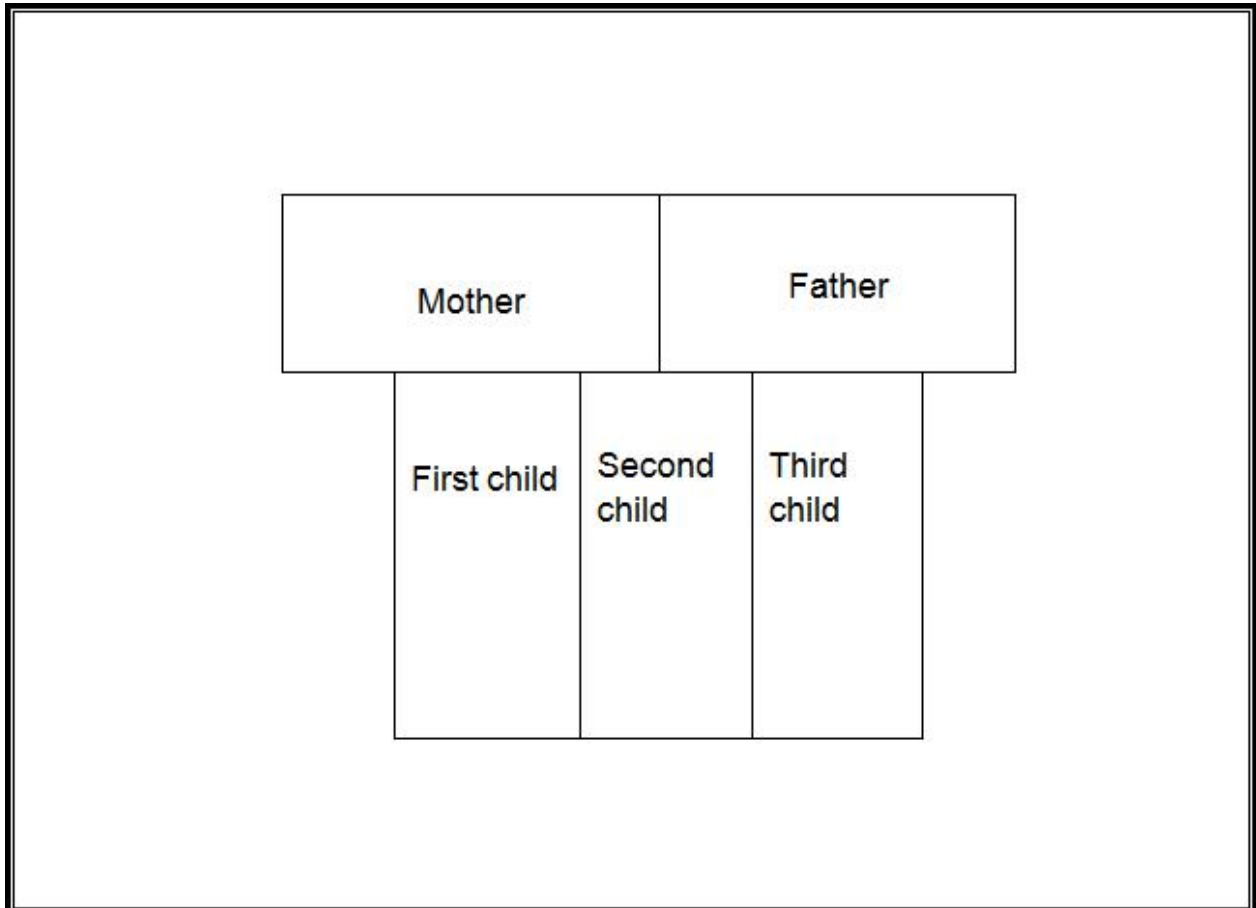 Mother
Father
First child
Second
child
Third
child